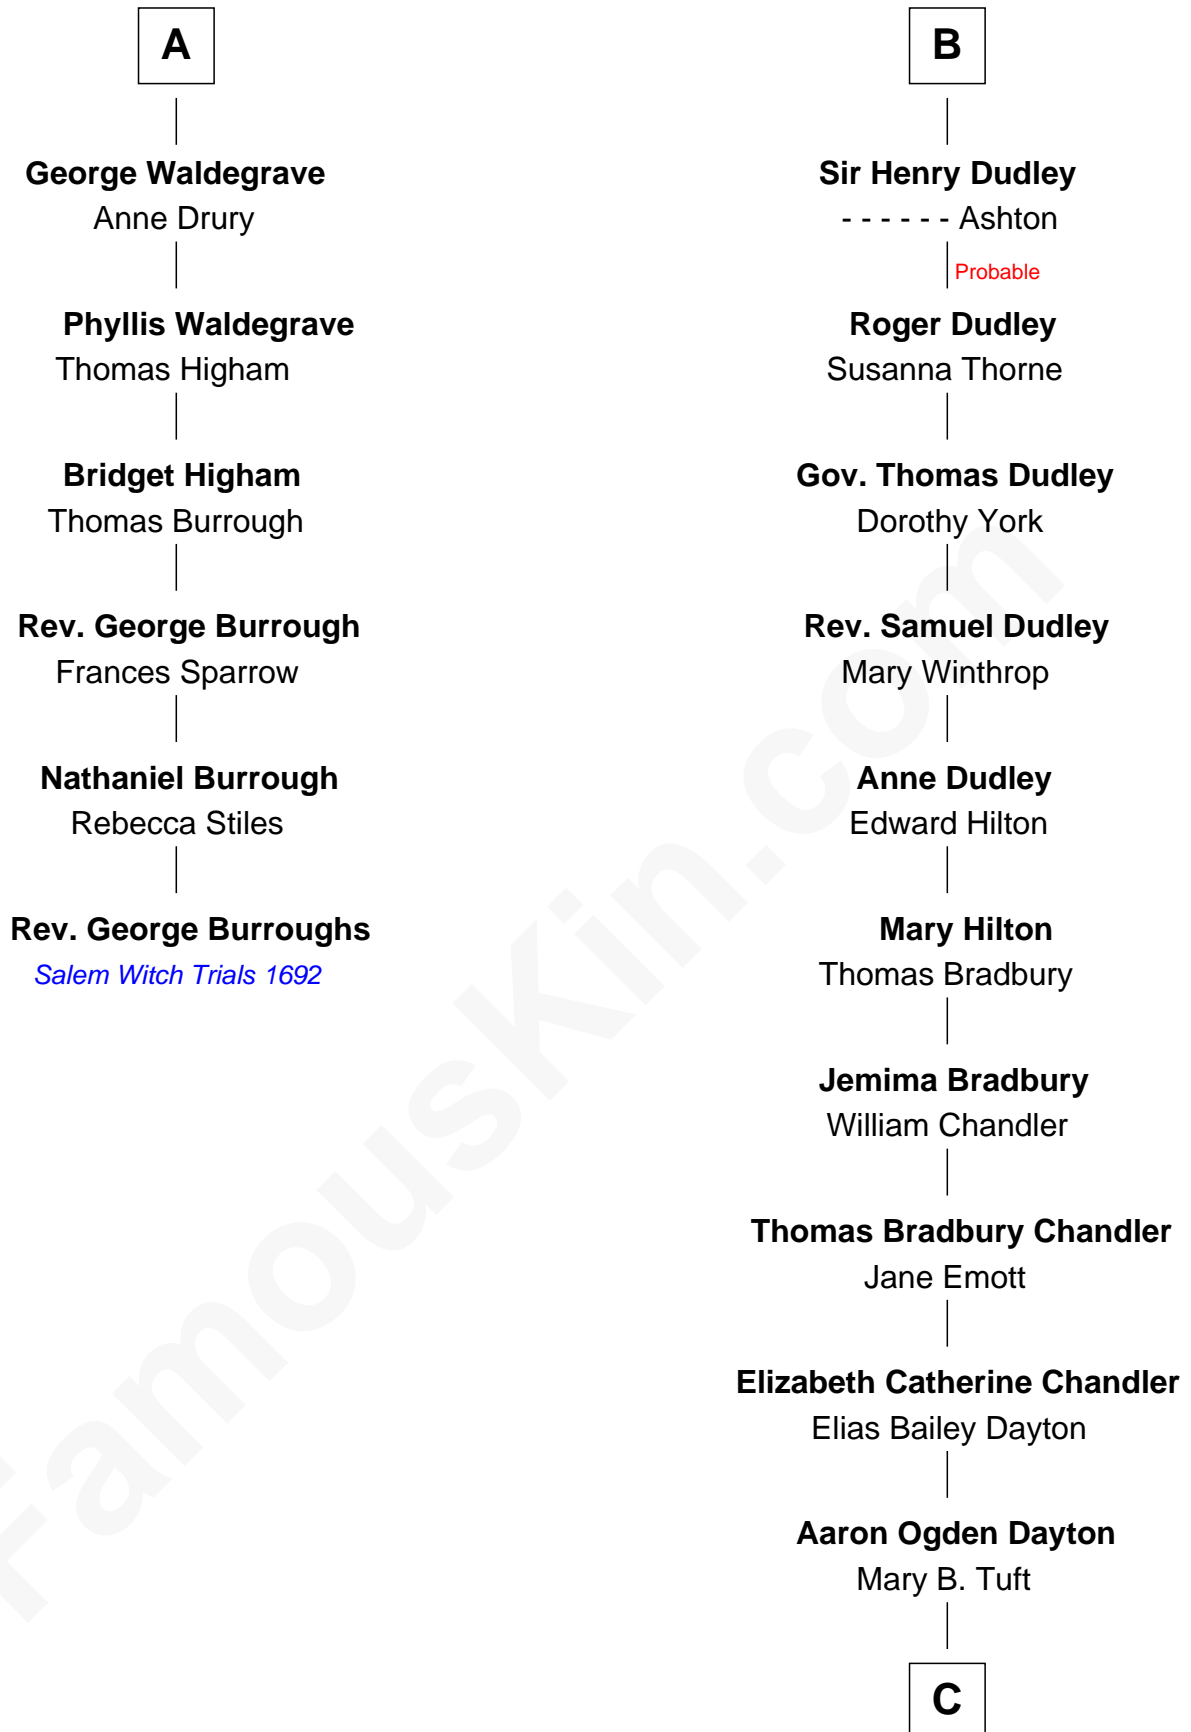 A
George Waldegrave
Anne Drury
Phyllis Waldegrave
Thomas Higham
Bridget Higham
Thomas Burrough
Rev. George Burrough
Frances Sparrow
Nathaniel Burrough
Rebecca Stiles
Rev. George Burroughs
Salem Witch Trials 1692
B
Sir Henry Dudley
- - - - - - Ashton
Probable
Roger Dudley
Susanna Thorne
Gov. Thomas Dudley
Dorothy York
Rev. Samuel Dudley
Mary Winthrop
Anne Dudley
Edward Hilton
Mary Hilton
Thomas Bradbury
Jemima Bradbury
William Chandler
Thomas Bradbury Chandler
Jane Emott
Elizabeth Catherine Chandler
Elias Bailey Dayton
Aaron Ogden Dayton
Mary B. Tuft
C
FamousKin.com